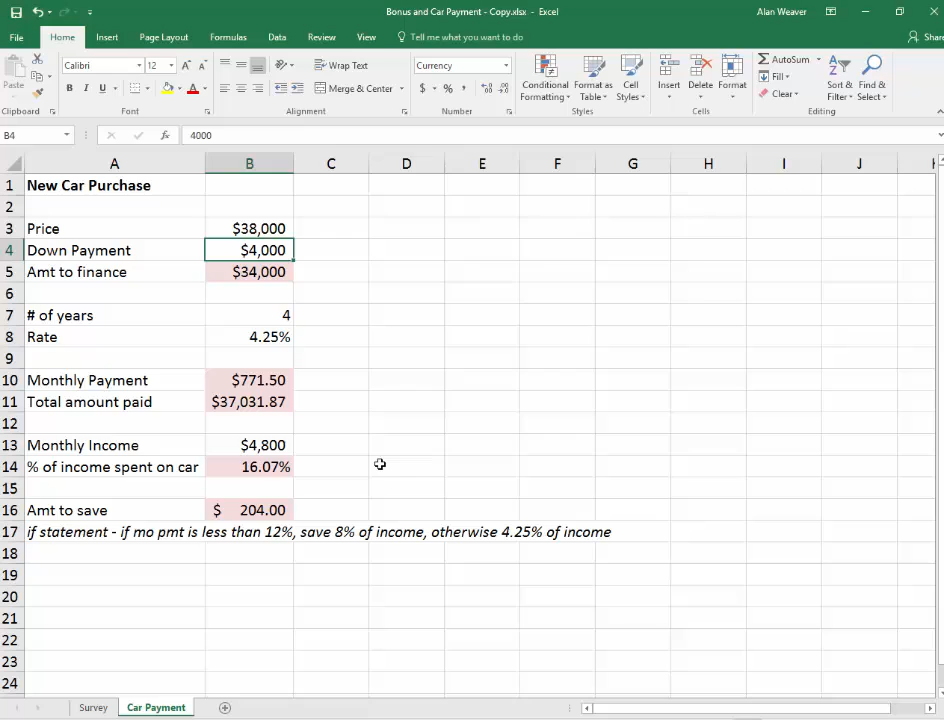 Bonus and Car Payment - Copy.xlsx - Excel
Alan Weaver
File Home Insert Page Layout Formulas Data Review View Tell me what you want to do Share
Paste
Clipboard
Calibri 12
B I U
Font
Wrap Text
Merge & Center
Alignment
Currency
$ % ,
Number
Conditional Formatting
Format as Table
Cell Styles
Styles
Insert
Delete
Format
Cells
AutoSum
Fill
Clear
Sort & Filter
Find & Select
Editing
B4 fx 4000
A B C D E F G H I J
1 New Car Purchase
2
3 Price $38,000
4 Down Payment $4,000
5 Amt to finance $34,000
6
7 # of years 4
8 Rate 4.25%
9
10 Monthly Payment $771.50
11 Total amount paid $37,031.87
12
13 Monthly Income $4,800
14 % of income spent on car 16.07%
15
16 Amt to save $ 204.00
17 if statement - if mo pmt is less than 12%, save 8% of income, otherwise 4.25% of income
18
19
20
21
22
23
24
Survey Car Payment